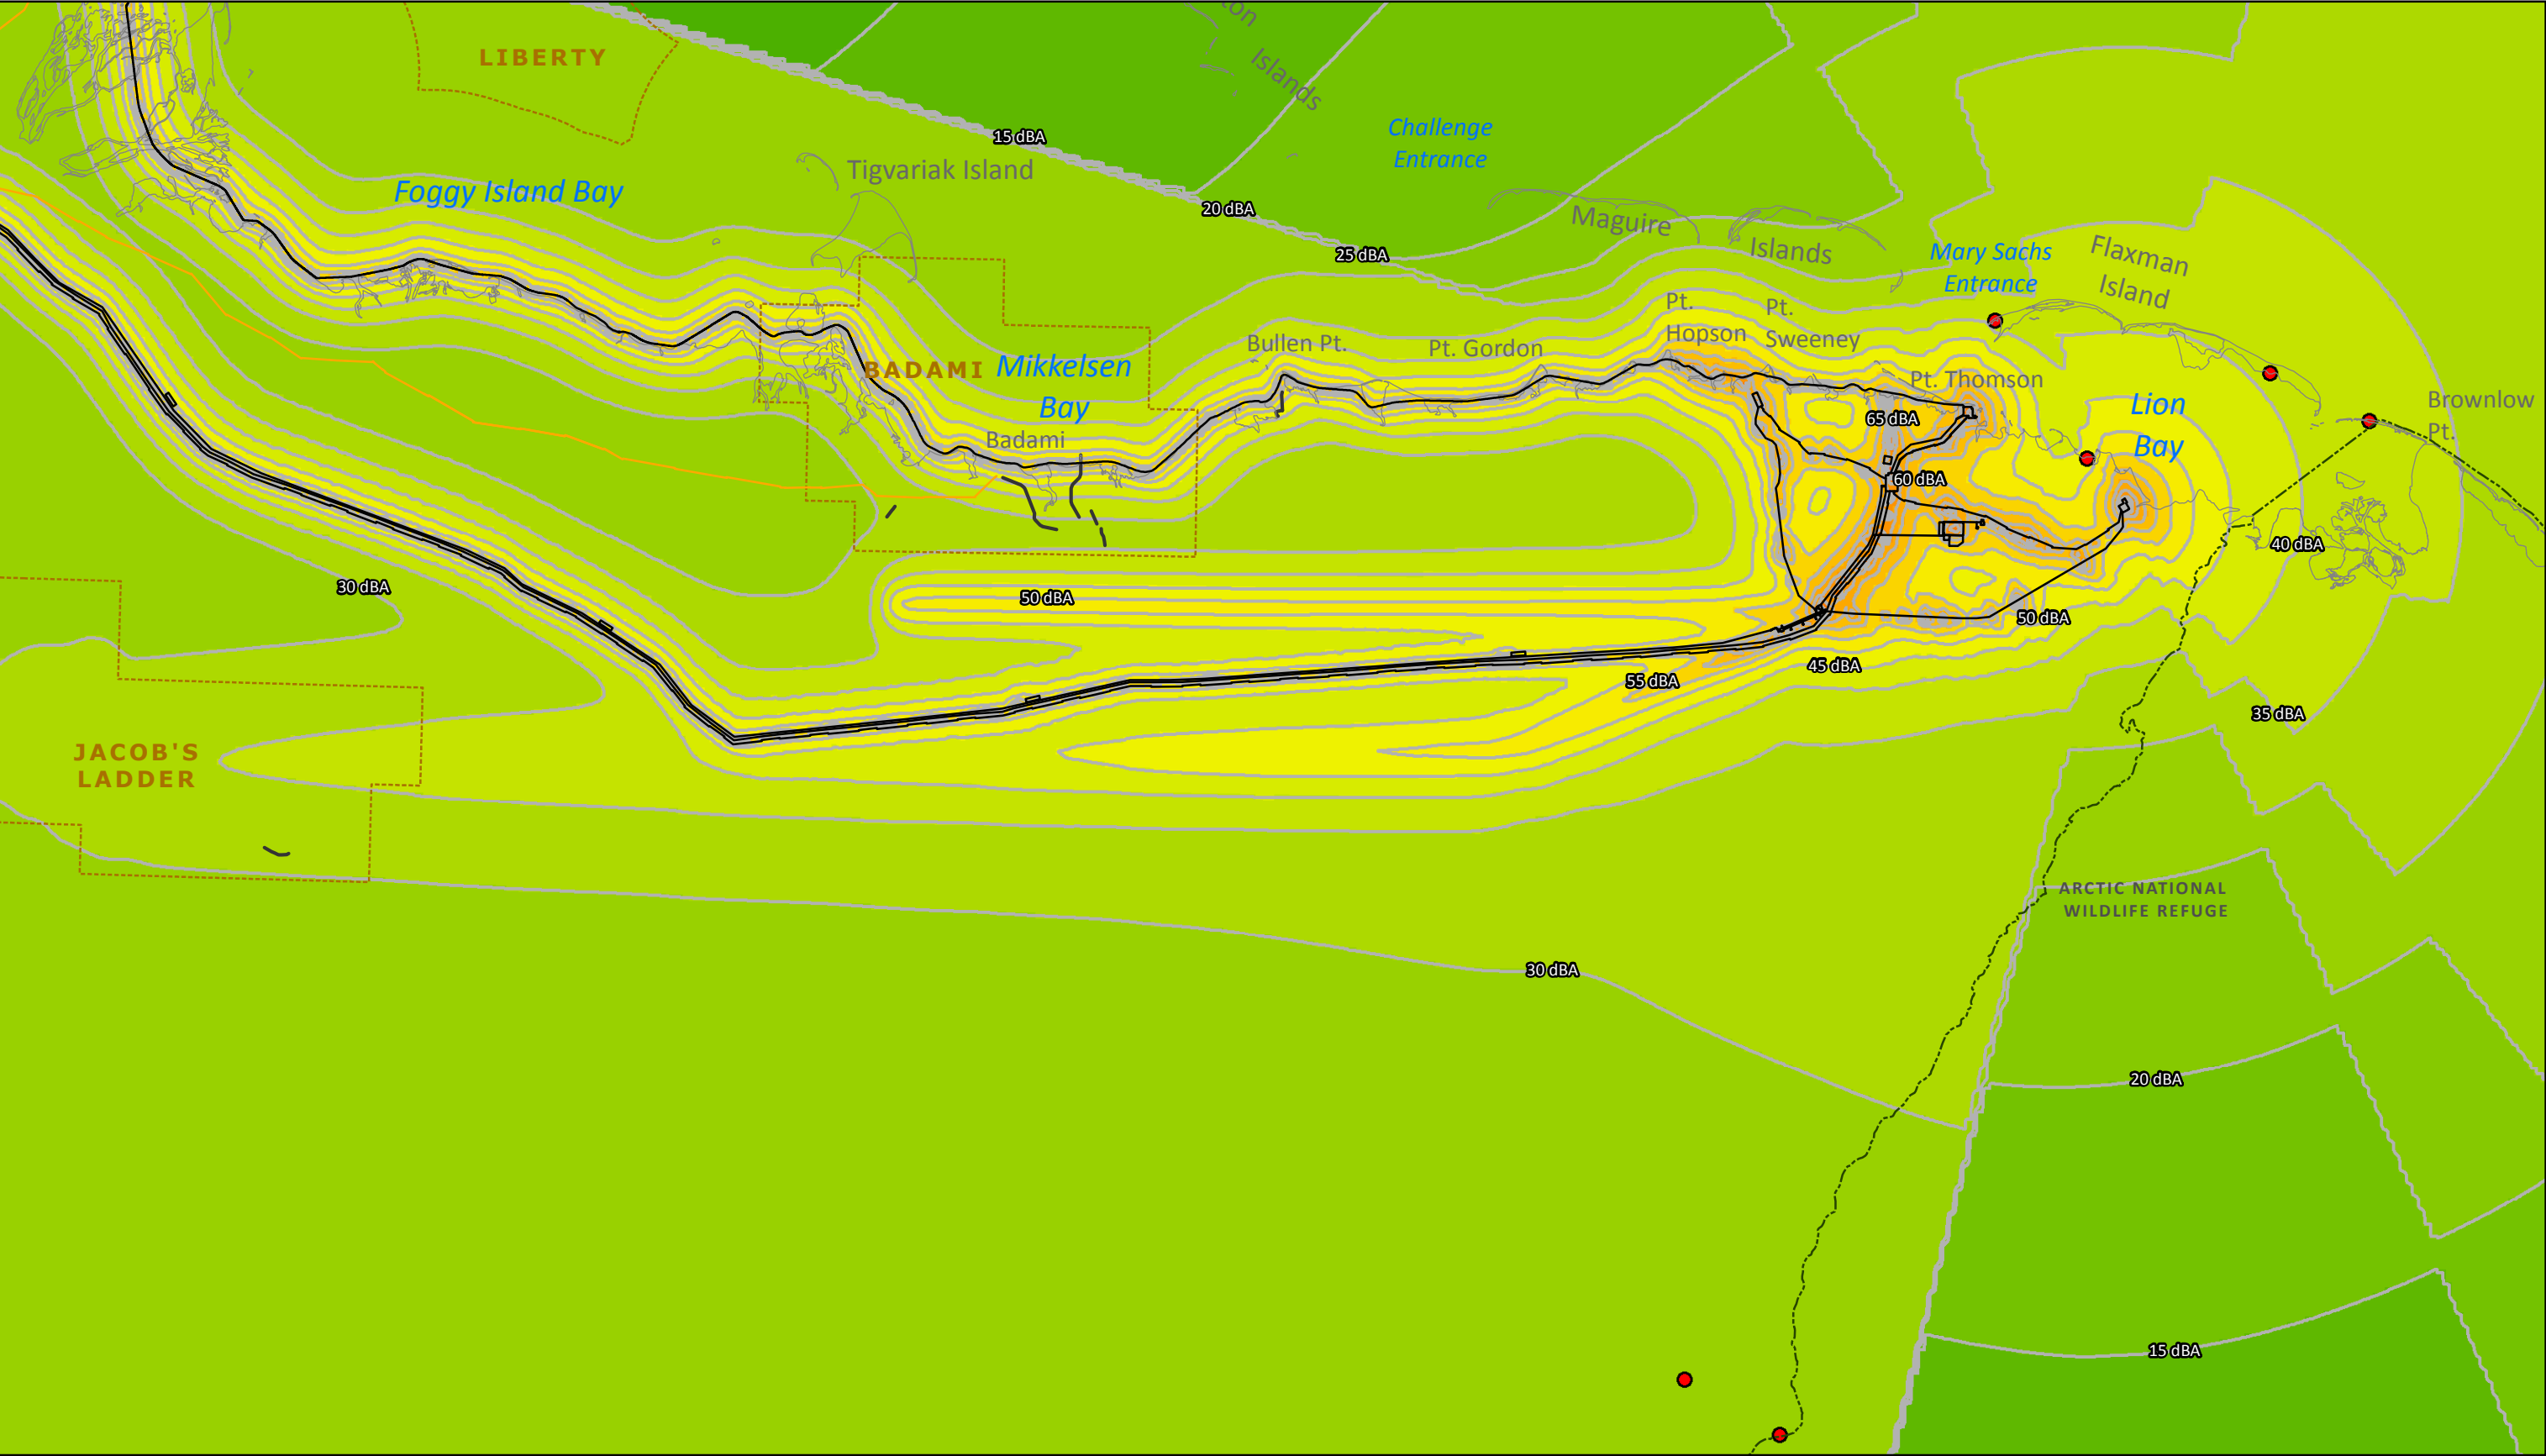 LIBERTY
Islands
15 dBA
Challenge
Entrance
Tigvariak Island
Foggy Island Bay
20 dBA
Maguire
Islands
25 dBA
Mary Sachs
Entrance
Flaxman
Island
Pt.
Hopson
Pt.
Sweeney
Bullen Pt.
Pt. Gordon
BADAMI
Mikkelsen
Bay
Pt. Thomson
Lion
Bay
Brownlow
Pt.
65 dBA
Badami
60 dBA
40 dBA
30 dBA
50 dBA
50 dBA
45 dBA
55 dBA
35 dBA
JACOB'S
LADDER
ARCTIC NATIONAL
WILDLIFE REFUGE
30 dBA
20 dBA
15 dBA